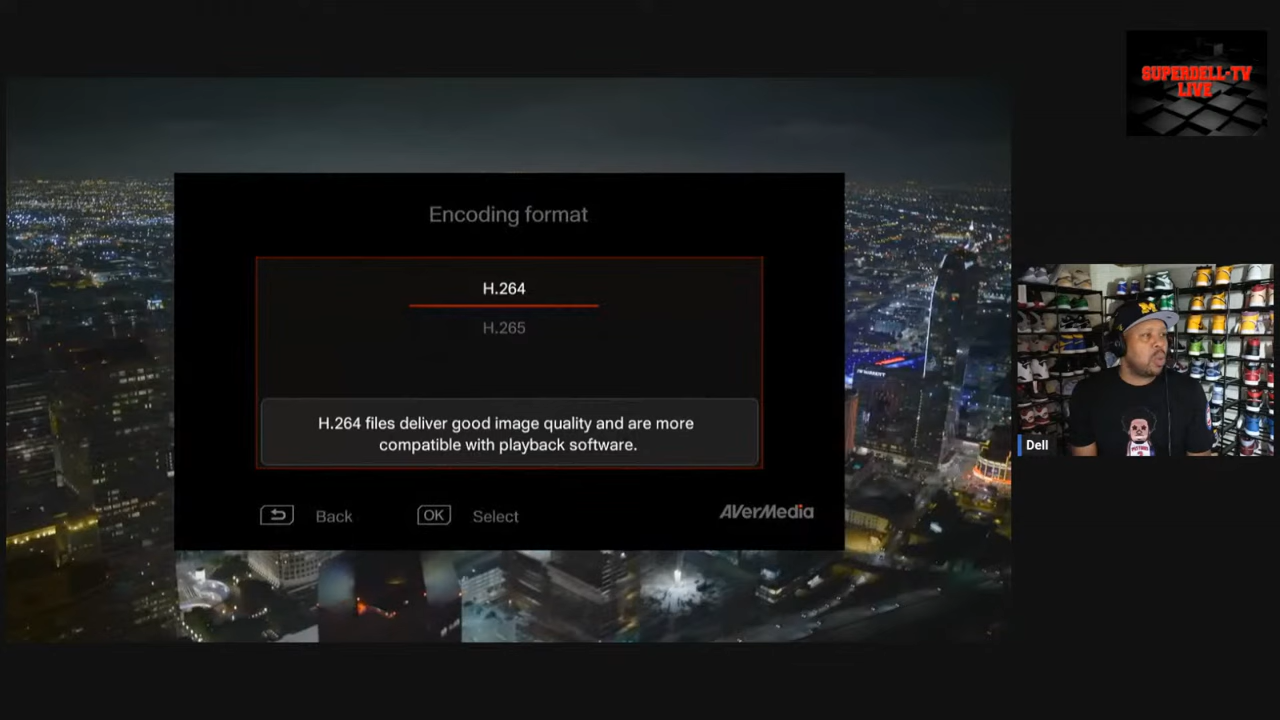 SUPERDELL-TV
LIVE
Encoding format
H.264
H.265
H.264 files deliver good image quality and are more
compatible with playback software.
Back
OK
Select
AVerMedia
Dell